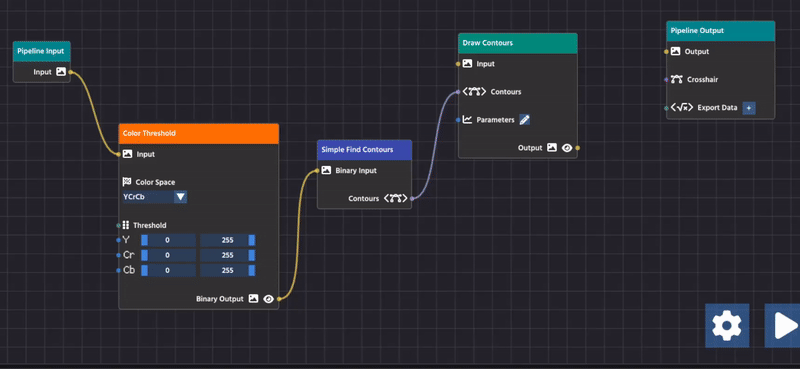 Pipeline Input
Input
Color Threshold
Input
Color Space
YCrCb
Threshold
Y 0 255
Cr 0 255
Cb 0 255
Binary Output
Simple Find Contours
Binary Input
Contours
Draw Contours
Input
Contours
Parameters
Output
Pipeline Output
Output
Crosshair
Export Data +